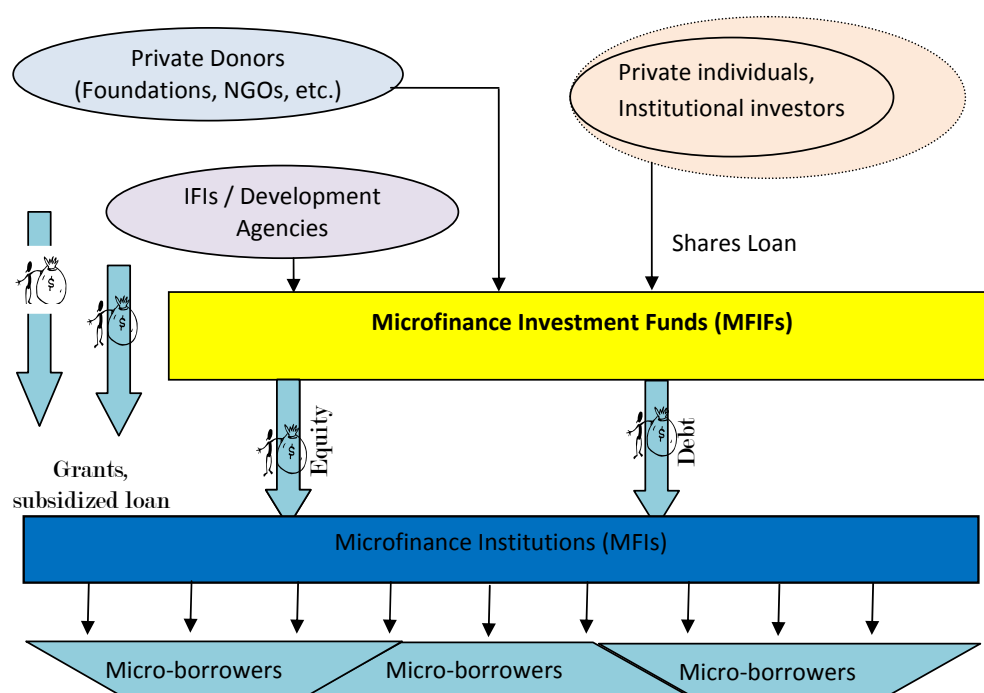 Private Donors
(Foundations, NGOs, etc.)
Private individuals,
Institutional investors
IFIs / Development
Agencies
Shares Loan
$
$
Microfinance Investment Funds (MFIFs)
$
Equity
$
Debt
Grants,
subsidized loan
Microfinance Institutions (MFIs)
Micro-borrowers
Micro-borrowers
Micro-borrowers